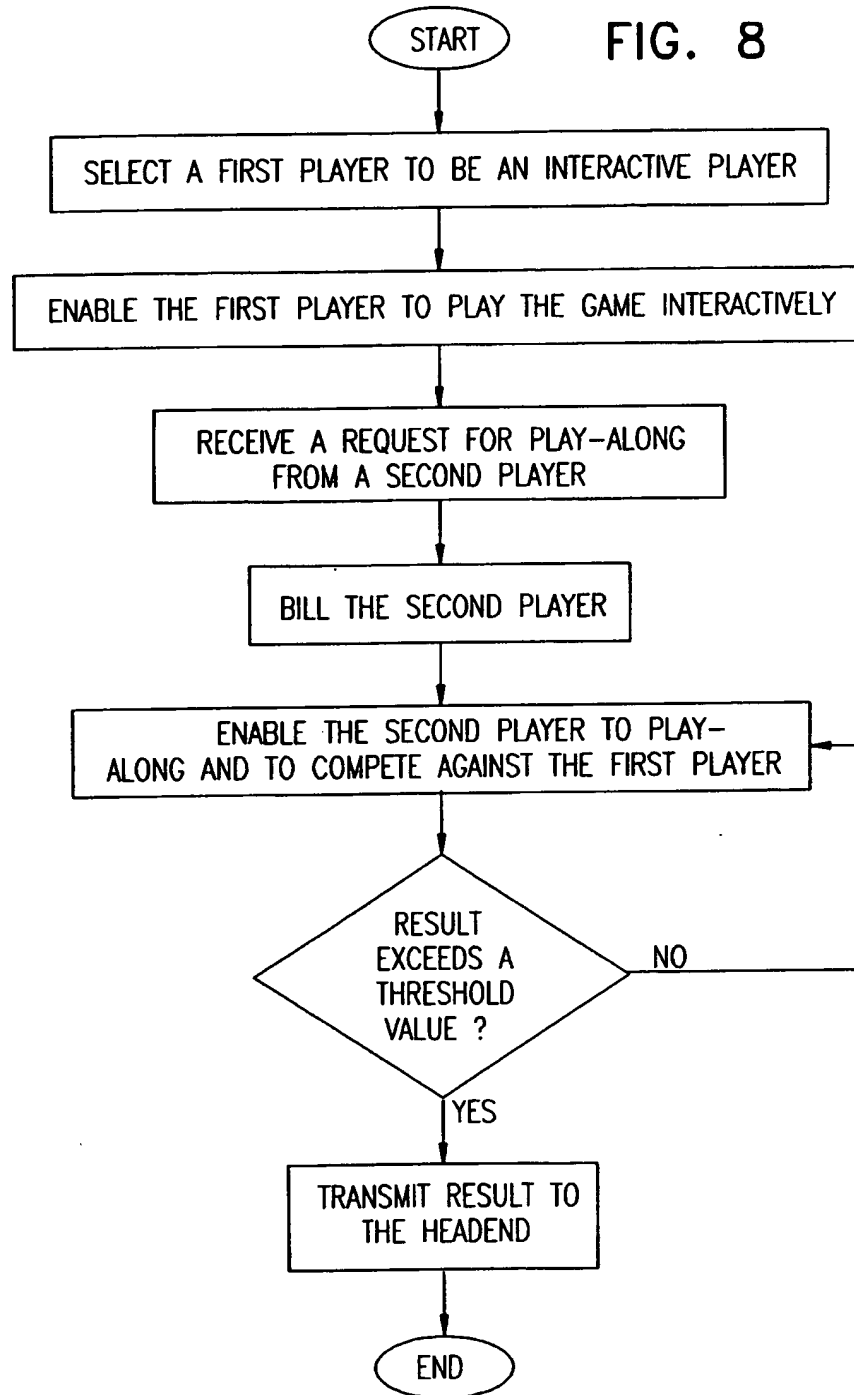 START
FIG. 8
SELECT A FIRST PLAYER TO BE AN INTERACTIVE PLAYER
ENABLE THE FIRST PLAYER TO PLAY THE GAME INTERACTIVELY
RECEIVE A REQUEST FOR PLAY-ALONG
FROM A SECOND PLAYER
BILL THE SECOND PLAYER
ENABLE THE SECOND PLAYER TO PLAY-
ALONG AND TO COMPETE AGAINST THE FIRST PLAYER
RESULT
EXCEEDS A
THRESHOLD
VALUE ?
NO
YES
TRANSMIT RESULT TO
THE HEADEND
END